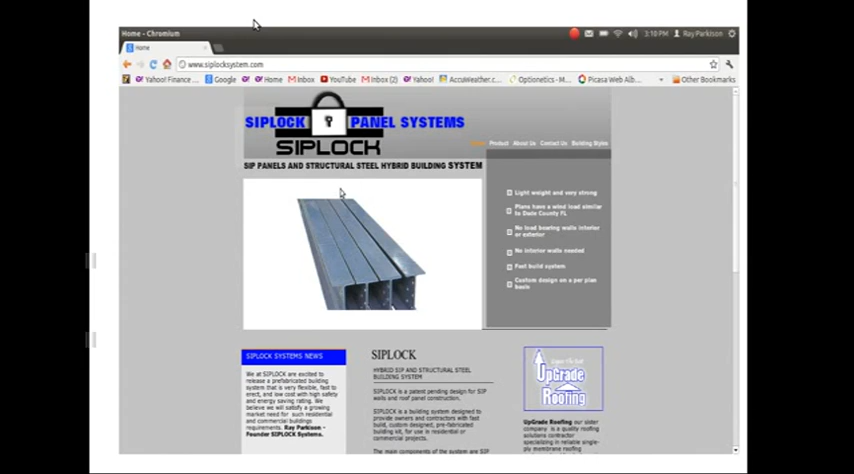 Home - Chromium
3:10 PM Ray Parkison
Home
www.siplocksystem.com
Yahoo! Finance ... Google Home Inbox YouTube Inbox (2) Yahoo! AccuWeather.c... Optionetics - M... Picasa Web Alb... Other Bookmarks
SIPLOCK PANEL SYSTEMS
SIPLOCK
Product About Us Contact Us Building Styles
SIP PANELS AND STRUCTURAL STEEL HYBRID BUILDING SYSTEM
Light weight and very strong
Plans have a wind load similar
to Dade County FL
No load bearing walls interior
or exterior
No interior walls needed
Fast build system
Custom design on a per plan
basis
SIPLOCK SYSTEMS NEWS
We at SIPLOCK are excited to
release a prefabricated building
system that is very flexible, fast to
erect, and low cost with high safety
and energy saving rating. We
believe we will satisfy a growing
market need for such residential
and commercial buildings
requirements. Ray Parkison -
Founder SIPLOCK Systems.
SIPLOCK
HYBRID SIP AND STRUCTURAL STEEL
BUILDING SYSTEM
SIPLOCK is a patent pending design for SIP
walls and roof panel construction.
SIPLOCK is a building system designed to
provide owners and contractors with fast
build, custom designed, pre-fabricated
building kit, for use in residential or
commercial projects.
The main components of the system are SIP
UpGrade
Roofing
UpGrade Roofing our sister
company is a quality roofing
solutions contractor
specializing in reliable single-
ply membrane roofing